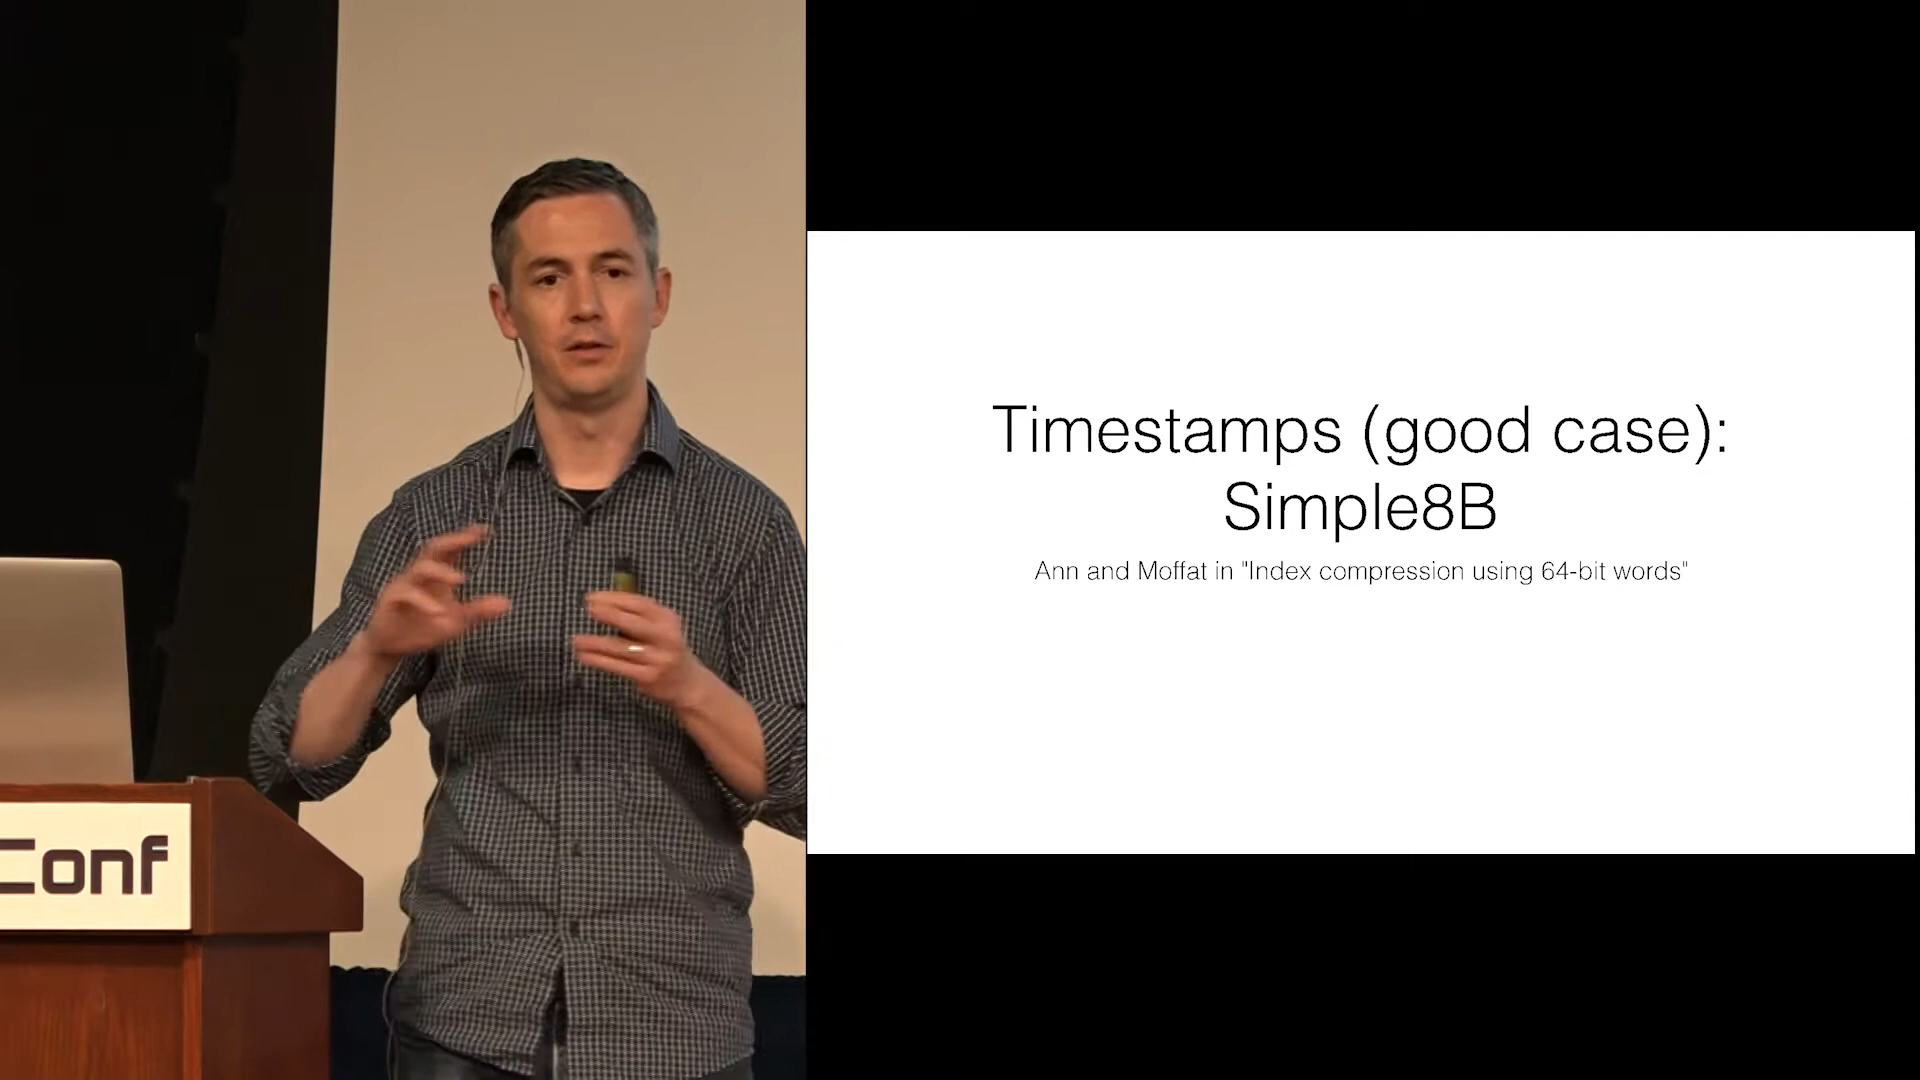 Conf
Timestamps (good case):
Simple8B
Ann and Moffat in "Index compression using 64-bit words"